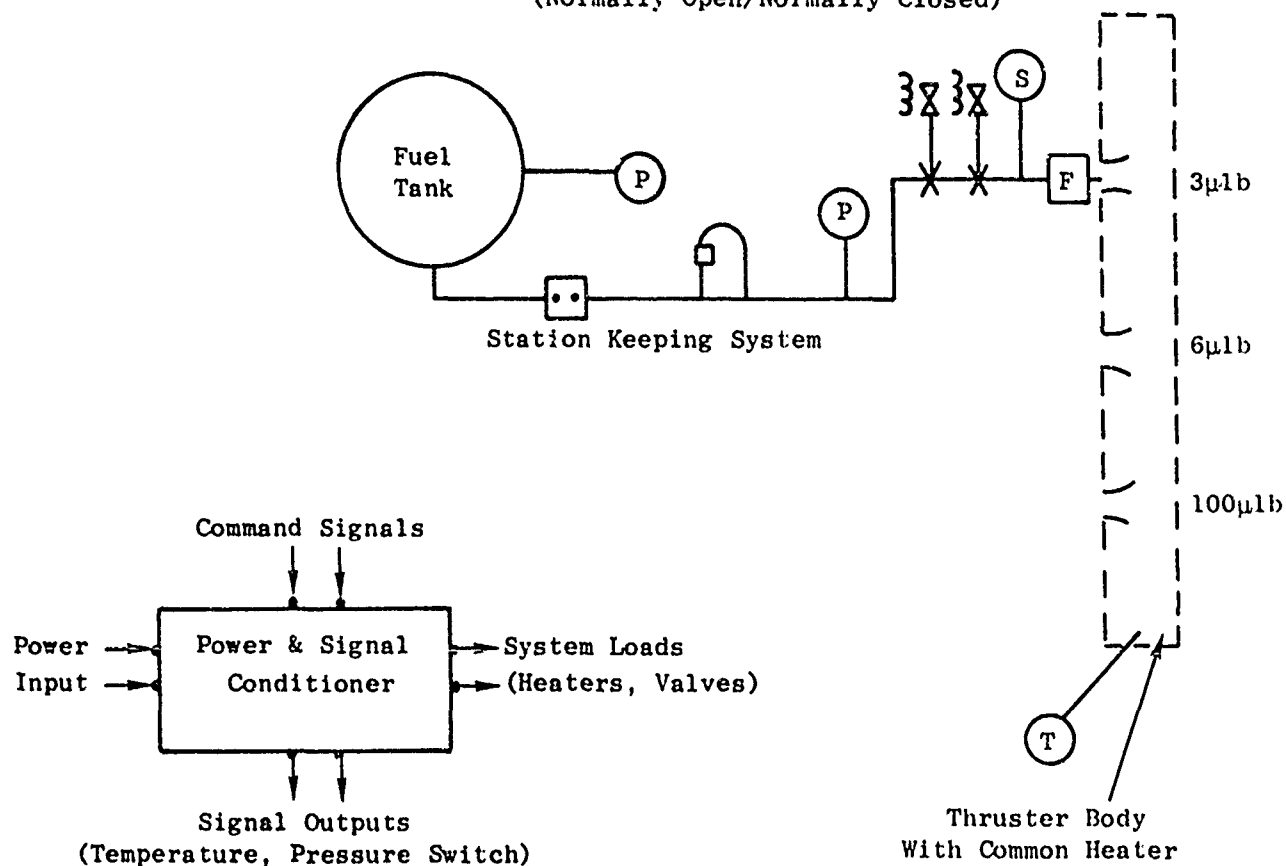 (Normally Open/Normally Closed)
S
Fuel
Tank
P
F
3μlb
P
Station Keeping System
6μlb
100μlb
Command Signals
Power
Input
Power & Signal
Conditioner
System Loads
(Heaters, Valves)
T
Signal Outputs
(Temperature, Pressure Switch)
Thruster Body
With Common Heater